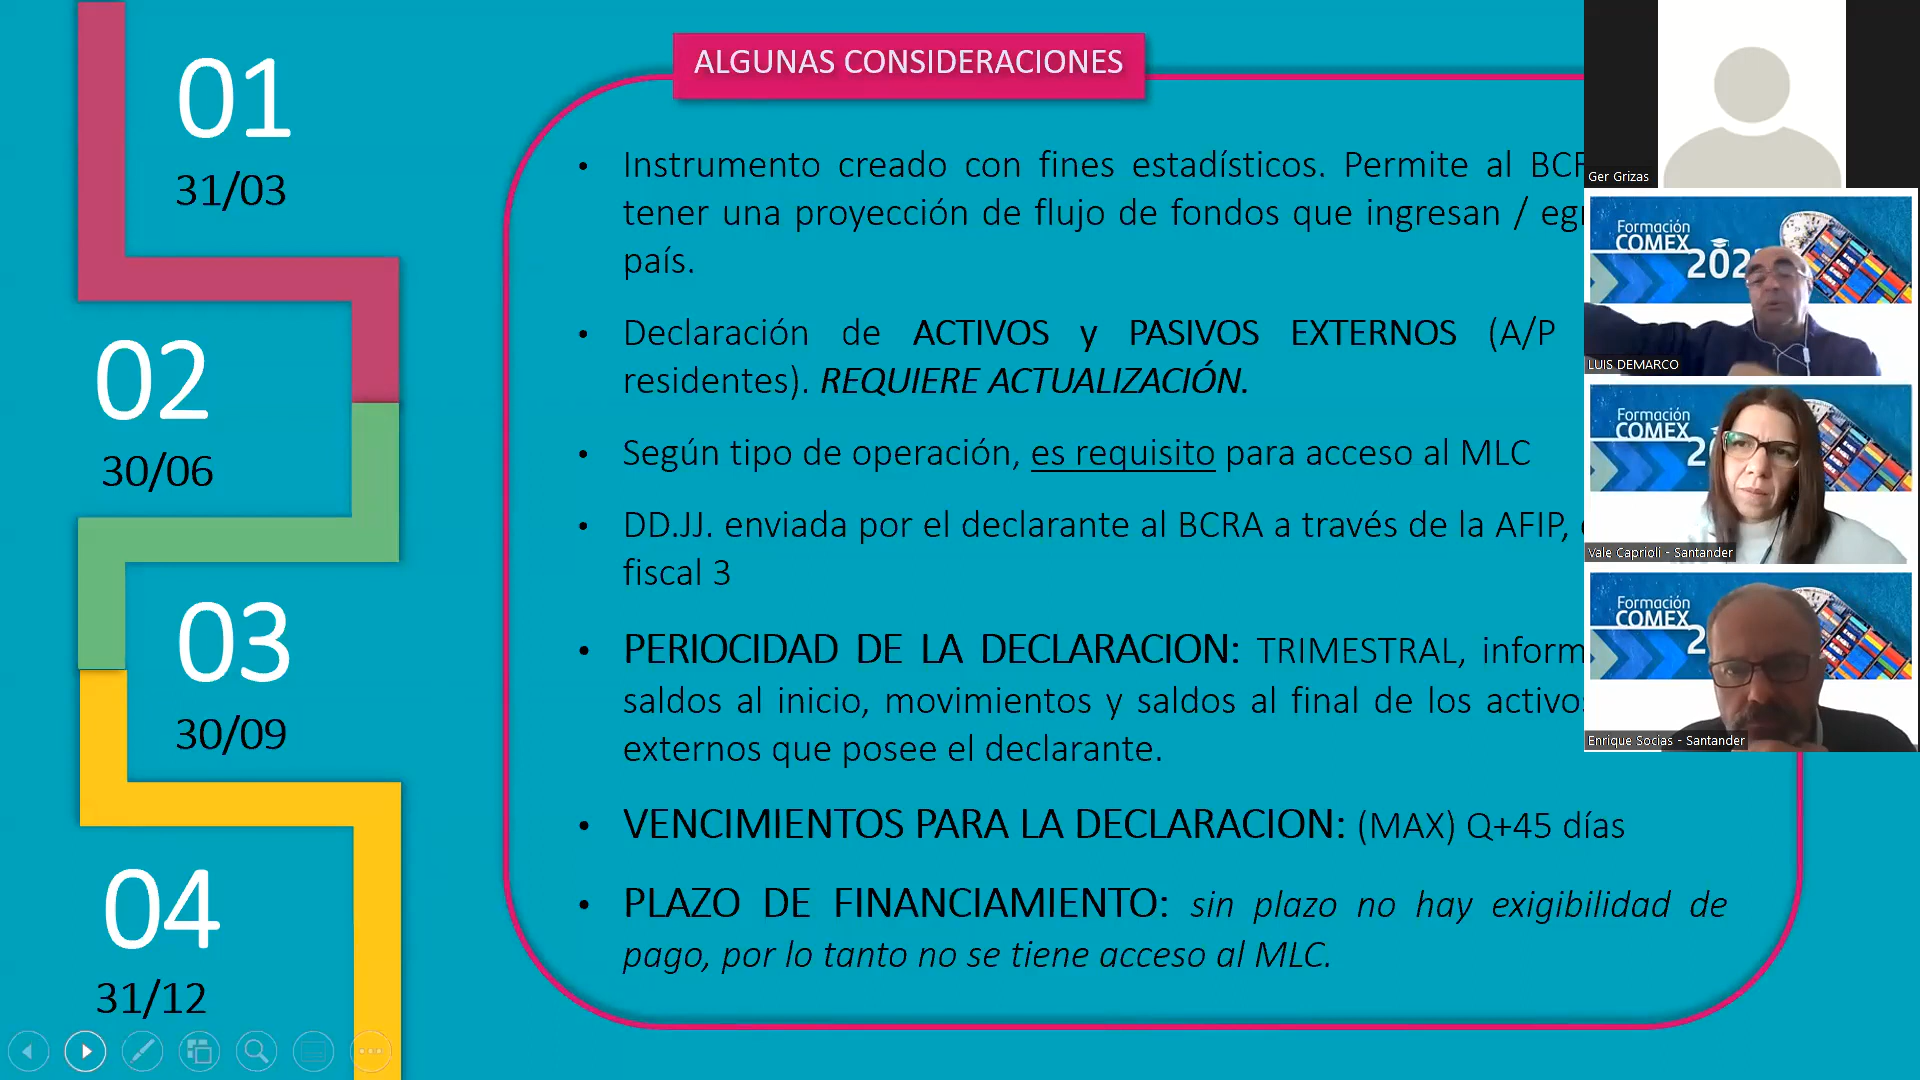 01
31/03
02
30/06
03
30/09
04
31/12
ALGUNAS CONSIDERACIONES
• Instrumento creado con fines estadísticos. Permite al
tener una proyección de flujo de fondos que ingresan /
país.
• Declaración de ACTIVOS y PASIVOS EXTERNOS (A/P
residentes). REQUIERE ACTUALIZACIÓN.
• Según tipo de operación, es requisito para acceso al MLC
• DD.JJ. enviada por el declarante al BCRA a través de la AFIP,
fiscal 3
• PERIOCIDAD DE LA DECLARACION: TRIMESTRAL,
saldos al inicio, movimientos y saldos al final de los
externos que posee el declarante.
• VENCIMIENTOS PARA LA DECLARACION: (MAX) Q+45 días
• PLAZO DE FINANCIAMIENTO: sin plazo no hay exigibilidad de
pago, por lo tanto no se tiene acceso al MLC.
Ger Grizas
Formación
COMEX
LUIS DEMARCO
Formación
COMEX
Vale Caprioli - Santander
Formación
COMEX
Enrique Socias - Santander